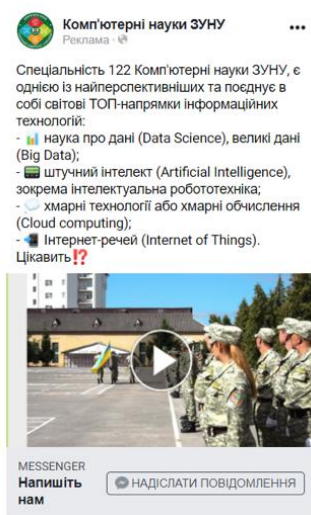 Комп'ютерні науки ЗУНУ
Реклама ·
Спеціальність 122 Комп'ютерні науки ЗУНУ, є
однією із найперспективніших та поєднує в
собі світові ТОП-напрямки інформаційних
технологій:
- наука про дані (Data Science), великі дані
(Big Data);
- штучний інтелект (Artificial Intelligence),
зокрема інтелектуальна робототехніка;
- хмарні технології або хмарні обчислення
(Cloud computing);
- Інтернет-речей (Internet of Things).
Цікавить⁉️
MESSENGER
Напишіть
нам
НАДІСЛАТИ ПОВІДОМЛЕННЯ